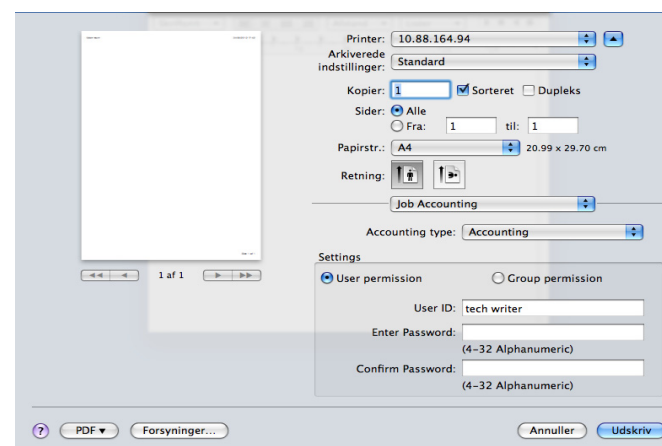 Printer: 10.88.164.94
Arkiverede
indstillinger: Standard
Kopier: 1 Sorteret Dupleks
Sider: Alle
Fra: 1 til: 1
Papirstr.: A4 20.99 x 29.70 cm
Retning:
Job Accounting
Accounting type: Accounting
Settings
1 af 1
User permission Group permission
User ID: tech writer
Enter Password:
(4-32 Alphanumeric)
Confirm Password:
(4-32 Alphanumeric)
? PDF Forsyninger... Annuller Udskriv